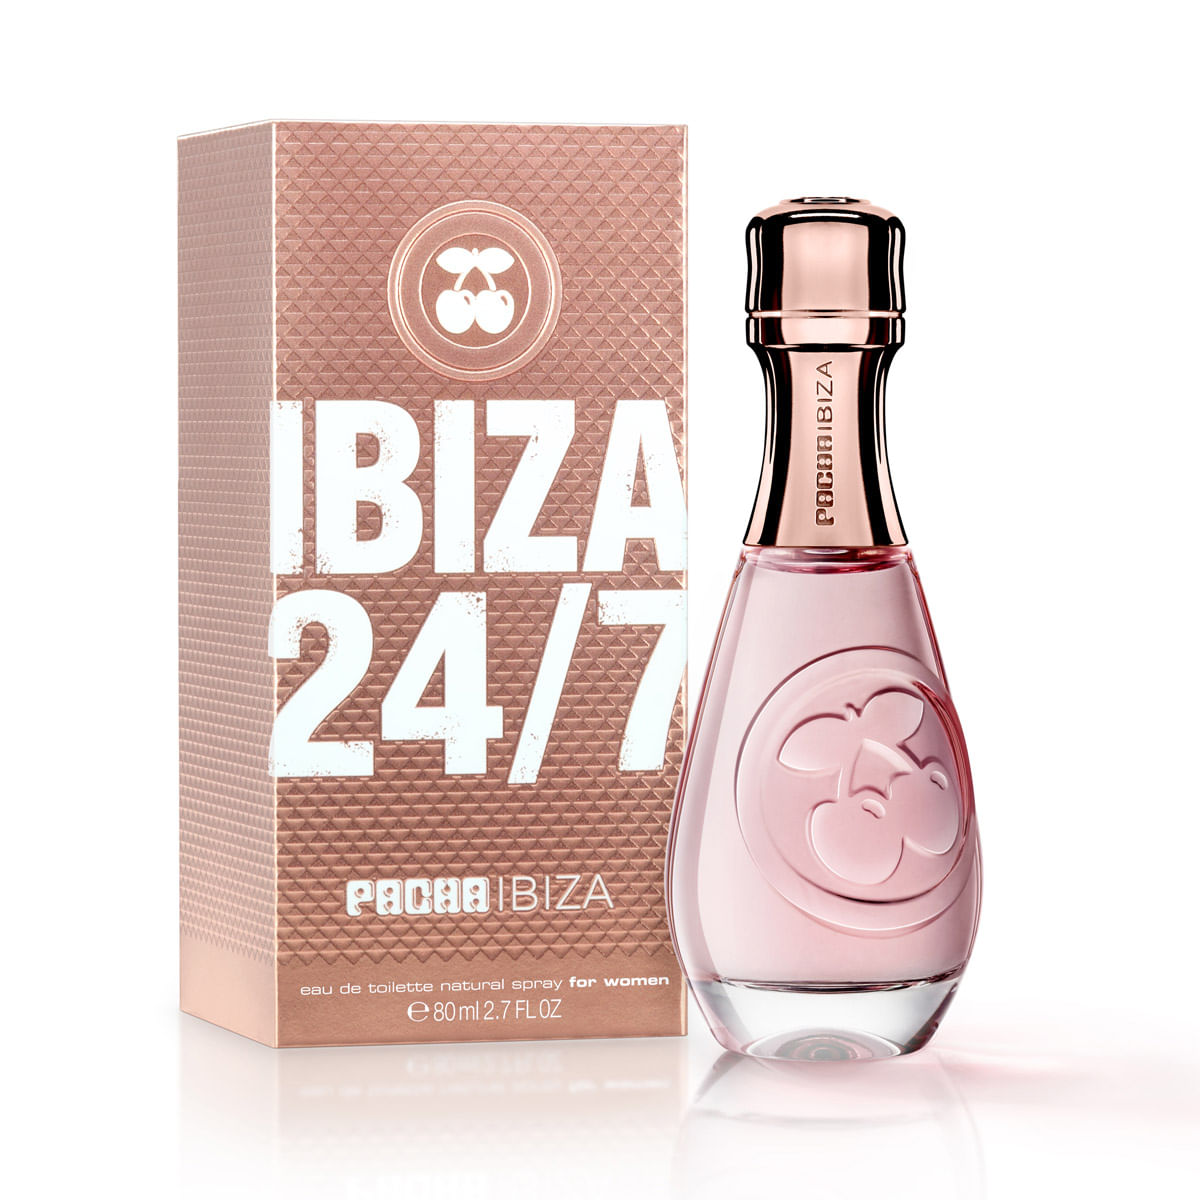 IBIZA
24/7
PACHA IBIZA
eau de toilette natural spray for women
℮ 80 ml 2.7 FL OZ
PACHA IBIZA